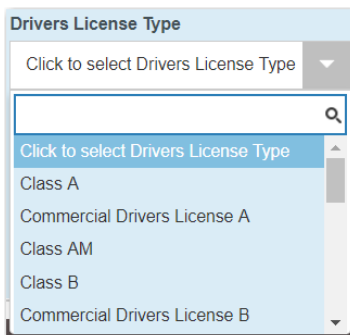 Drivers License Type
Click to select Drivers License Type
Click to select Drivers License Type
Class A
Commercial Drivers License A
Class AM
Class B
Commercial Drivers License B